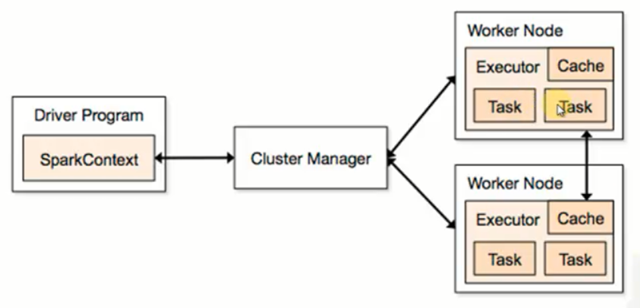 Driver Program
SparkContext
Cluster Manager
Worker Node
Executor
Cache
Task
Task
Worker Node
Executor
Cache
Task
Task